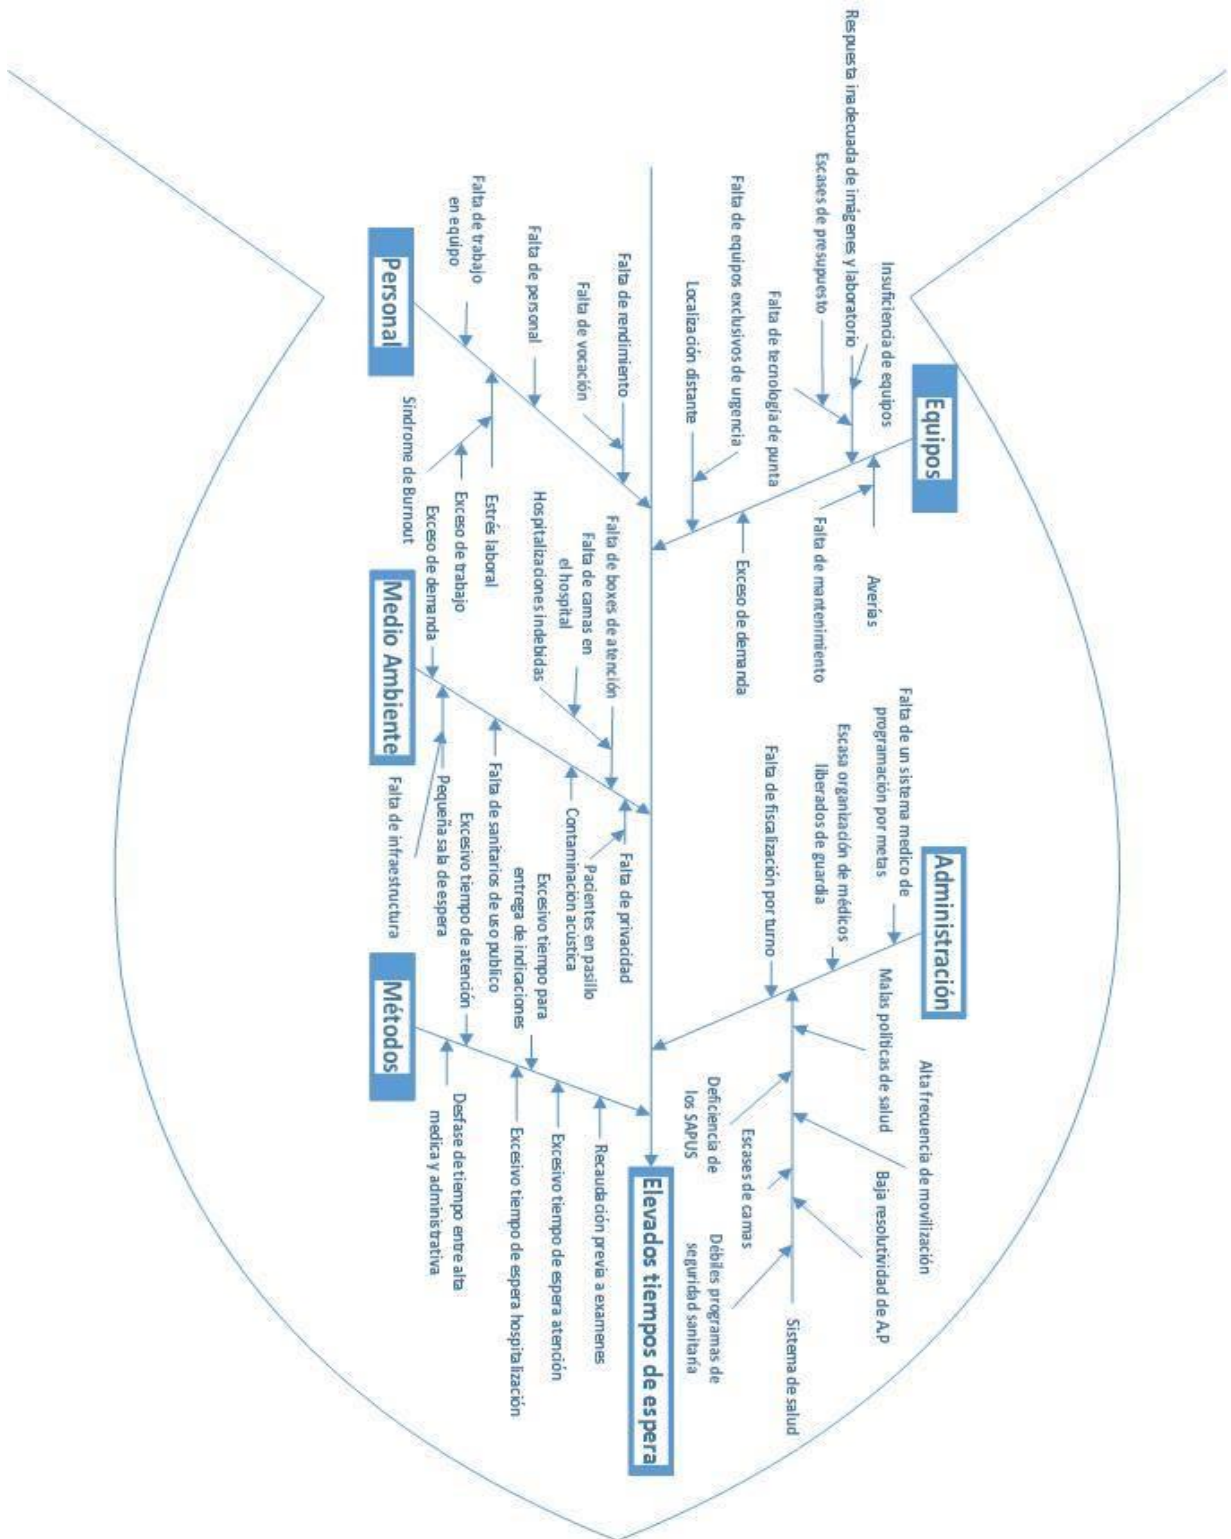 Equipos
Insuficiencia de equipos
Respuesta inadecuada de imágenes y laboratorio
Escases de presupuesto
Falta de tecnología de punta
Falta de equipos exclusivos de urgencia
Localización distante
Averías
Falta de mantenimiento
Exceso de demanda
Administración
Falta de un sistema medico de
programación por metas
Escasa organización de médicos
liberados de guardia
Falta de fiscalización por turno
Alta frecuencia de movilización
Malas políticas de salud
Baja resolutividad de A.P
Sistema de salud
Deficiencia de
los SAPUS
Escases de camas
Débiles programas de
seguridad sanitaria
Elevados tiempos de espera
Falta de rendimiento
Falta de vocación
Falta de personal
Falta de trabajo
en equipo
Estrés laboral
Exceso de trabajo
Síndrome de Burnout
Personal
Falta de boxes de atención
Falta de camas en
el hospital
Hospitalizaciones indebidas
Exceso de demanda
Falta de privacidad
Pacientes en pasillo
Contaminación acústica
Falta de sanitarios de uso publico
Pequeña sala de espera
Falta de infraestructura
Medio Ambiente
Excesivo tiempo para
entrega de indicaciones
Excesivo tiempo de atención
Recaudación previa a examenes
Excesivo tiempo de espera atención
Excesivo tiempo de espera hospitalización
Desfase de tiempo entre alta
medica y administrativa
Métodos